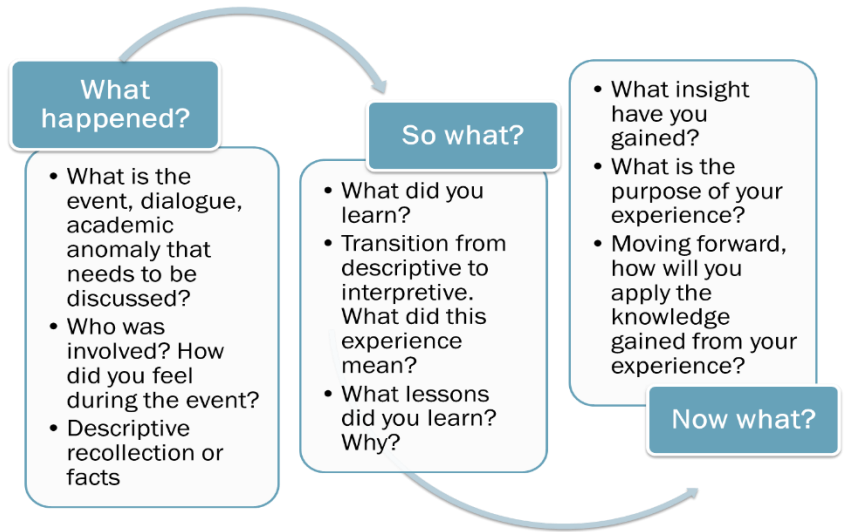 What
happened?
• What is the
event, dialogue,
academic
anomaly that
needs to be
discussed?
• Who was
involved? How
did you feel
during the event?
• Descriptive
recollection or
facts
So what?
• What did you
learn?
• Transition from
descriptive to
interpretive.
What did this
experience
mean?
• What lessons
did you learn?
Why?
• What insight
have you
gained?
• What is the
purpose of your
experience?
• Moving forward,
how will you
apply the
knowledge
gained from your
experience?
Now what?